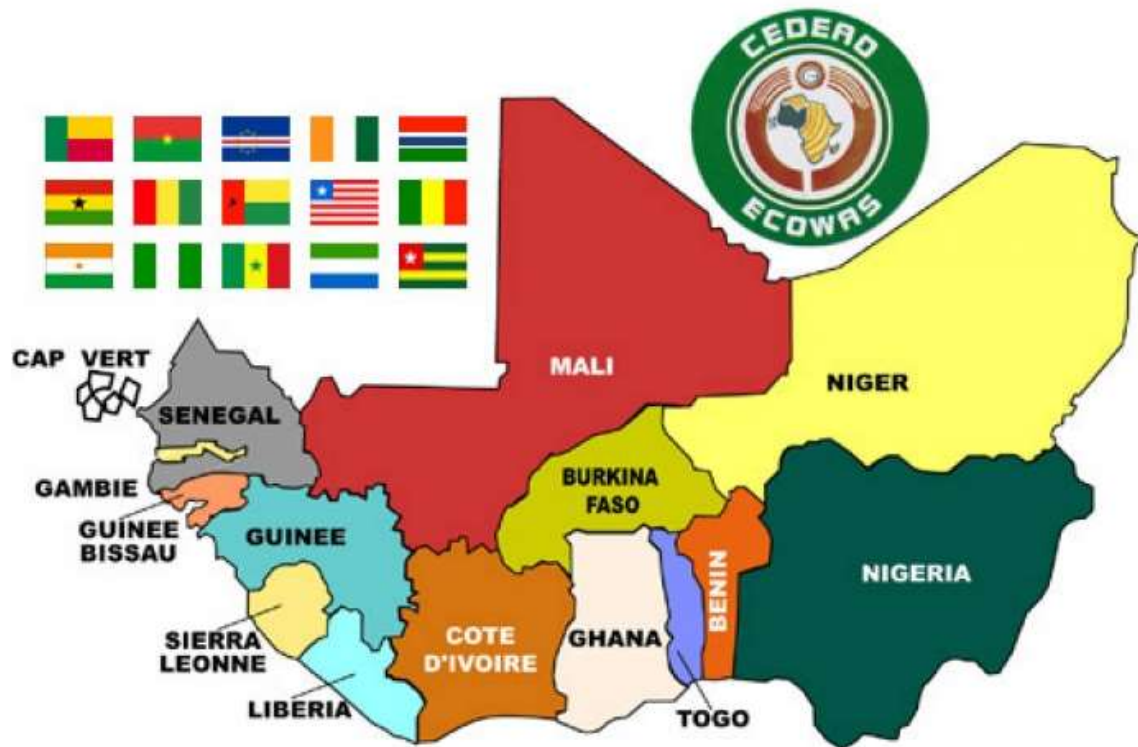 CEDEAO
ECOWAS
CAP VERT
MALI
NIGER
SENEGAL
GAMBIE
BURKINA
FASO
GUINEE
BISSAU
GUINEE
NIGERIA
BENIN
SIERRA
LEONNE
COTE
D'IVOIRE
GHANA
LIBERIA
TOGO